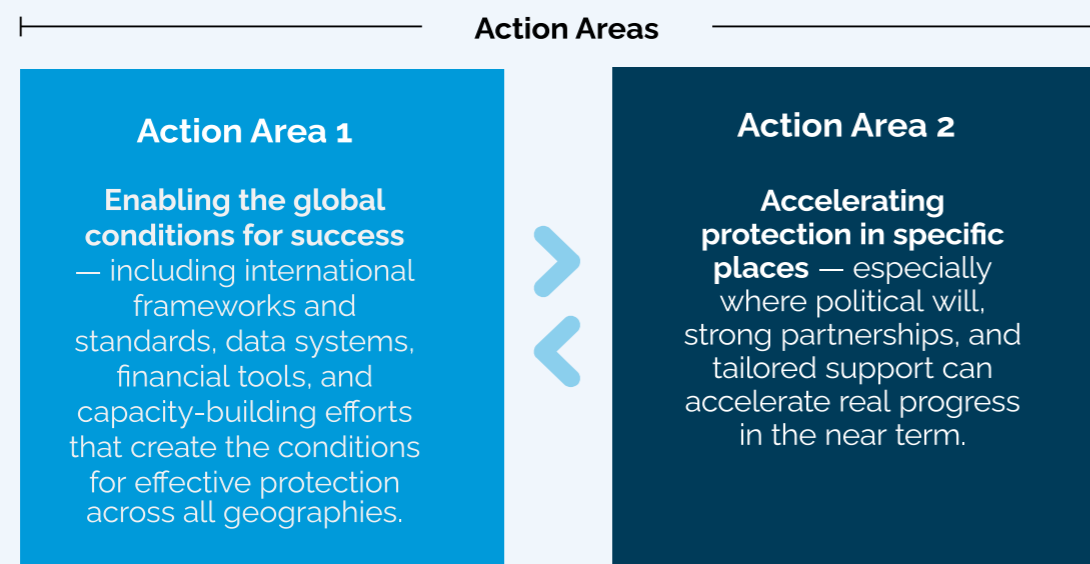 Action Areas
Action Area 1
Enabling the global
conditions for success
— including international
frameworks and
standards, data systems,
financial tools, and
capacity-building efforts
that create the conditions
for effective protection
across all geographies.
Action Area 2
Accelerating
protection in specific
places — especially
where political will,
strong partnerships, and
tailored support can
accelerate real progress
in the near term.